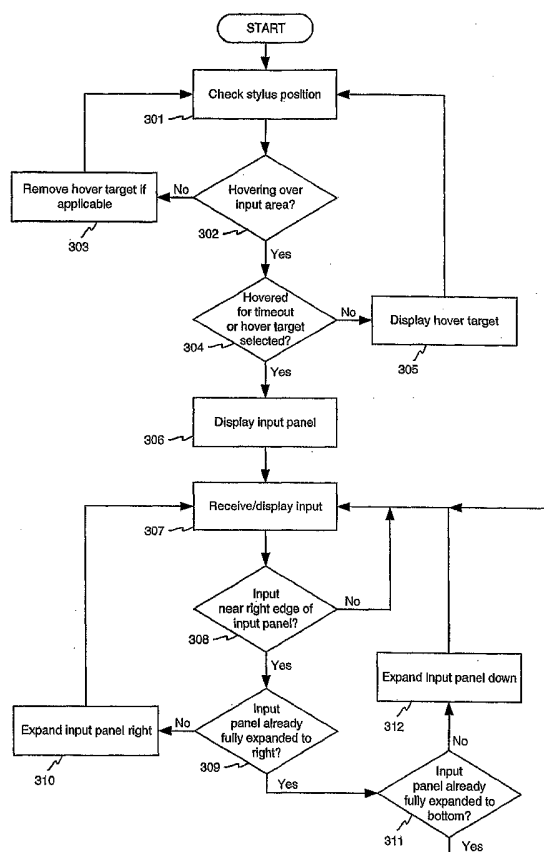 START
Check stylus position
301
Remove hover target if
applicable
303
No
Hovering over
input area?
302
Yes
Hovered
for timeout
or hover target
selected?
304
No
Display hover target
305
Yes
Display input panel
306
Receive/display input
307
Input
near right edge of
input panel?
308
No
Yes
Expand input panel down
312
Expand input panel right
310
No
Input
panel already
fully expanded to
right?
309
Yes
No
Input
panel already
fully expanded to
bottom?
311
Yes